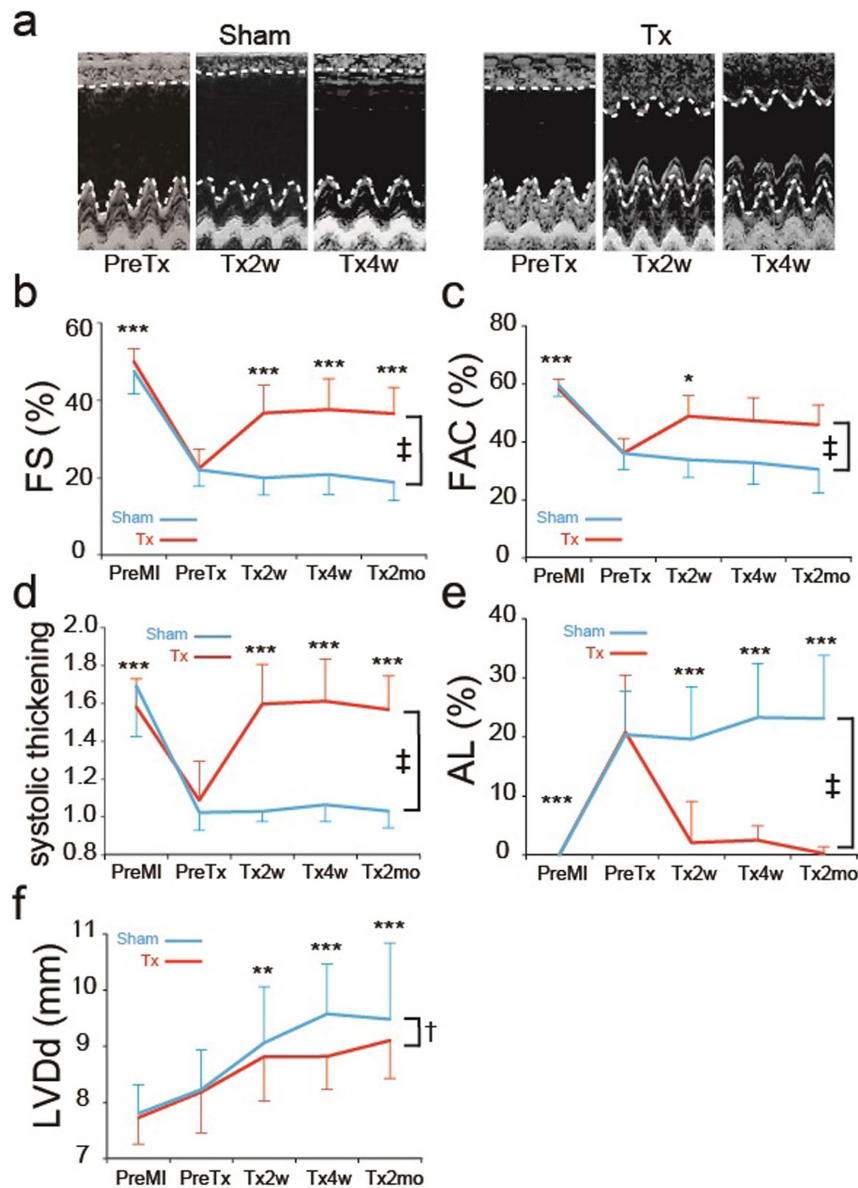 a
Sham
Tx
PreTx
Tx2w
Tx4w
PreTx
Tx2w
Tx4w
b
FS (%)
60
40
20
0
***
***
***
***
‡
Sham
Tx
PreMI
PreTx
Tx2w
Tx4w
Tx2mo
c
FAC (%)
80
60
40
20
0
***
*
‡
Sham
Tx
PreMI
PreTx
Tx2w
Tx4w
Tx2mo
d
systolic thickening
2.0
1.8
1.6
1.4
1.2
1.0
0.8
Sham
Tx
***
***
***
***
‡
PreMI
PreTx
Tx2w
Tx4w
Tx2mo
e
AL (%)
40
30
20
10
0
Sham
Tx
***
***
***
***
‡
PreMI
PreTx
Tx2w
Tx4w
Tx2mo
f
LVDd (mm)
11
10
9
8
7
Sham
Tx
**
***
***
†
PreMI
PreTx
Tx2w
Tx4w
Tx2mo